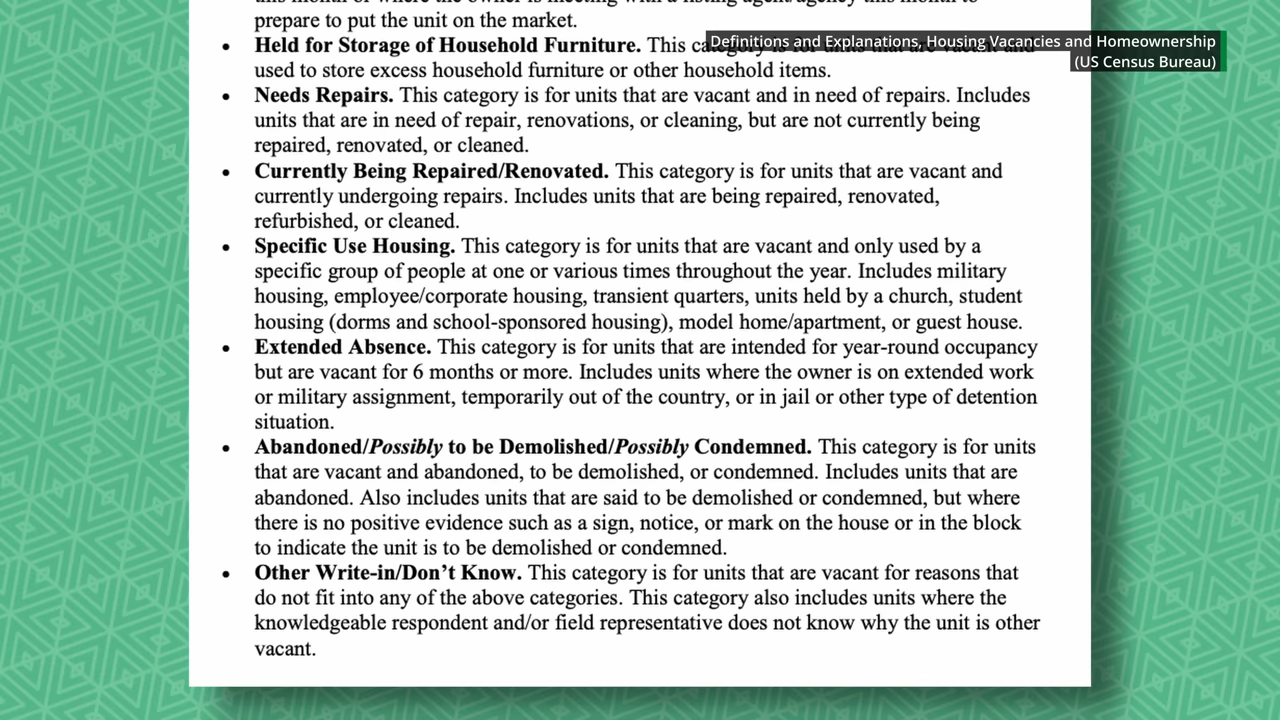 prepare to put the unit on the market.
Definitions and Explanations, Housing Vacancies and Homeownership
(US Census Bureau)
• Held for Storage of Household Furniture. This
used to store excess household furniture or other household items.
• Needs Repairs. This category is for units that are vacant and in need of repairs. Includes
units that are in need of repair, renovations, or cleaning, but are not currently being
repaired, renovated, or cleaned.
• Currently Being Repaired/Renovated. This category is for units that are vacant and
currently undergoing repairs. Includes units that are being repaired, renovated,
refurbished, or cleaned.
• Specific Use Housing. This category is for units that are vacant and only used by a
specific group of people at one or various times throughout the year. Includes military
housing, employee/corporate housing, transient quarters, units held by a church, student
housing (dorms and school-sponsored housing), model home/apartment, or guest house.
• Extended Absence. This category is for units that are intended for year-round occupancy
but are vacant for 6 months or more. Includes units where the owner is on extended work
or military assignment, temporarily out of the country, or in jail or other type of detention
situation.
• Abandoned/Possibly to be Demolished/Possibly Condemned. This category is for units
that are vacant and abandoned, to be demolished, or condemned. Includes units that are
abandoned. Also includes units that are said to be demolished or condemned, but where
there is no positive evidence such as a sign, notice, or mark on the house or in the block
to indicate the unit is to be demolished or condemned.
• Other Write-in/Don’t Know. This category is for units that are vacant for reasons that
do not fit into any of the above categories. This category also includes units where the
knowledgeable respondent and/or field representative does not know why the unit is other
vacant.